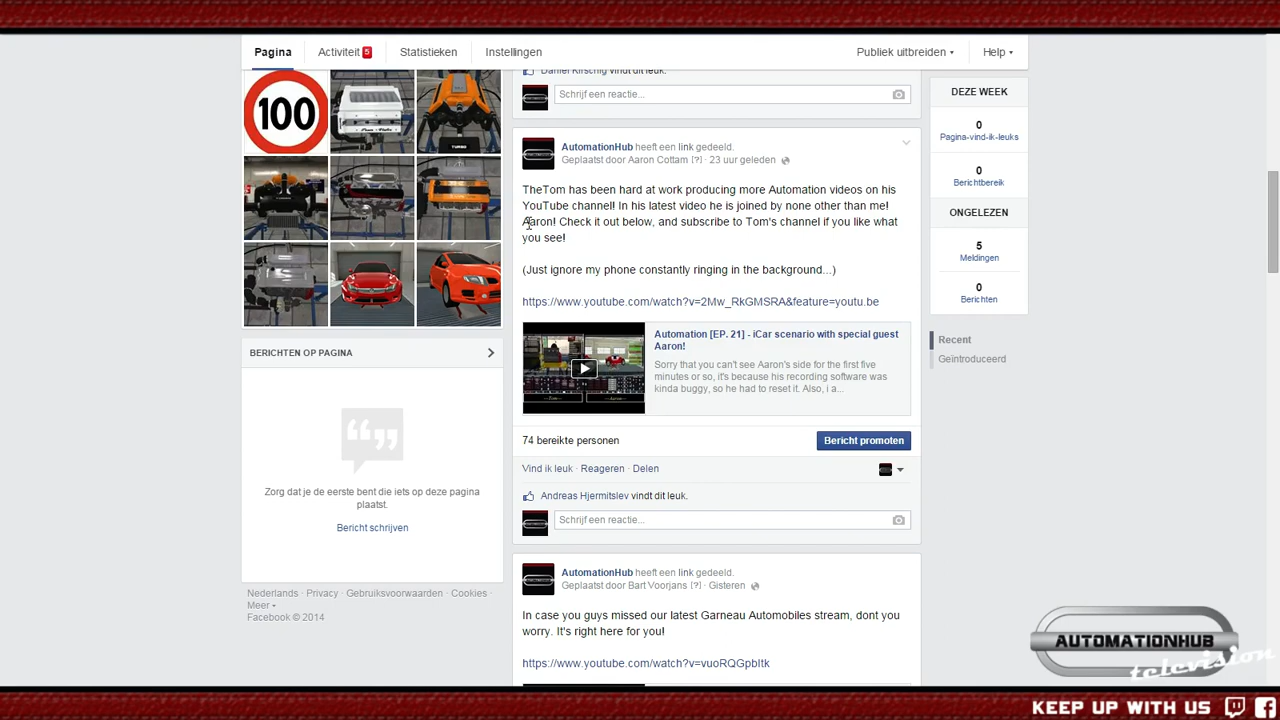 Pagina
Activiteit 5
Statistieken
Instellingen
Publiek uitbreiden
Help
100
Daniel Kirschig vindt dit leuk.
Schrijf een reactie...
AutomationHub heeft een link gedeeld.
Geplaatst door Aaron Cottam [?] · 23 uur geleden
TheTom has been hard at work producing more Automation videos on his
YouTube channel! In his latest video he is joined by none other than me!
Aaron! Check it out below, and subscribe to Tom's channel if you like what
you see!
(Just ignore my phone constantly ringing in the background...)
https://www.youtube.com/watch?v=2Mw_RkGMSRA&feature=youtu.be
Automation [EP. 21] - iCar scenario with special guest
Aaron!
Sorry that you can't see Aaron's side for the first five
minutes or so, it's because his recording software was
kinda buggy, so he had to reset it. Also, i a...
74 bereikte personen
Bericht promoten
Vind ik leuk · Reageren · Delen
Andreas Hjermitslev vindt dit leuk.
Schrijf een reactie...
AutomationHub heeft een link gedeeld.
Geplaatst door Bart Voorjans [?] · Gisteren
In case you guys missed our latest Garneau Automobiles stream, dont you
worry. It's right here for you!
https://www.youtube.com/watch?v=vuoRQGpbItk
BERICHTEN OP PAGINA
Zorg dat je de eerste bent die iets op deze pagina
plaatst.
Bericht schrijven
Nederlands · Privacy · Gebruiksvoorwaarden · Cookies ·
Meer
Facebook © 2014
DEZE WEEK
0
Pagina-vind-ik-leuks
0
Berichtbereik
ONGELEZEN
5
Meldingen
0
Berichten
Recent
Geïntroduceerd
AUTOMATIONHUB
television
KEEP UP WITH US